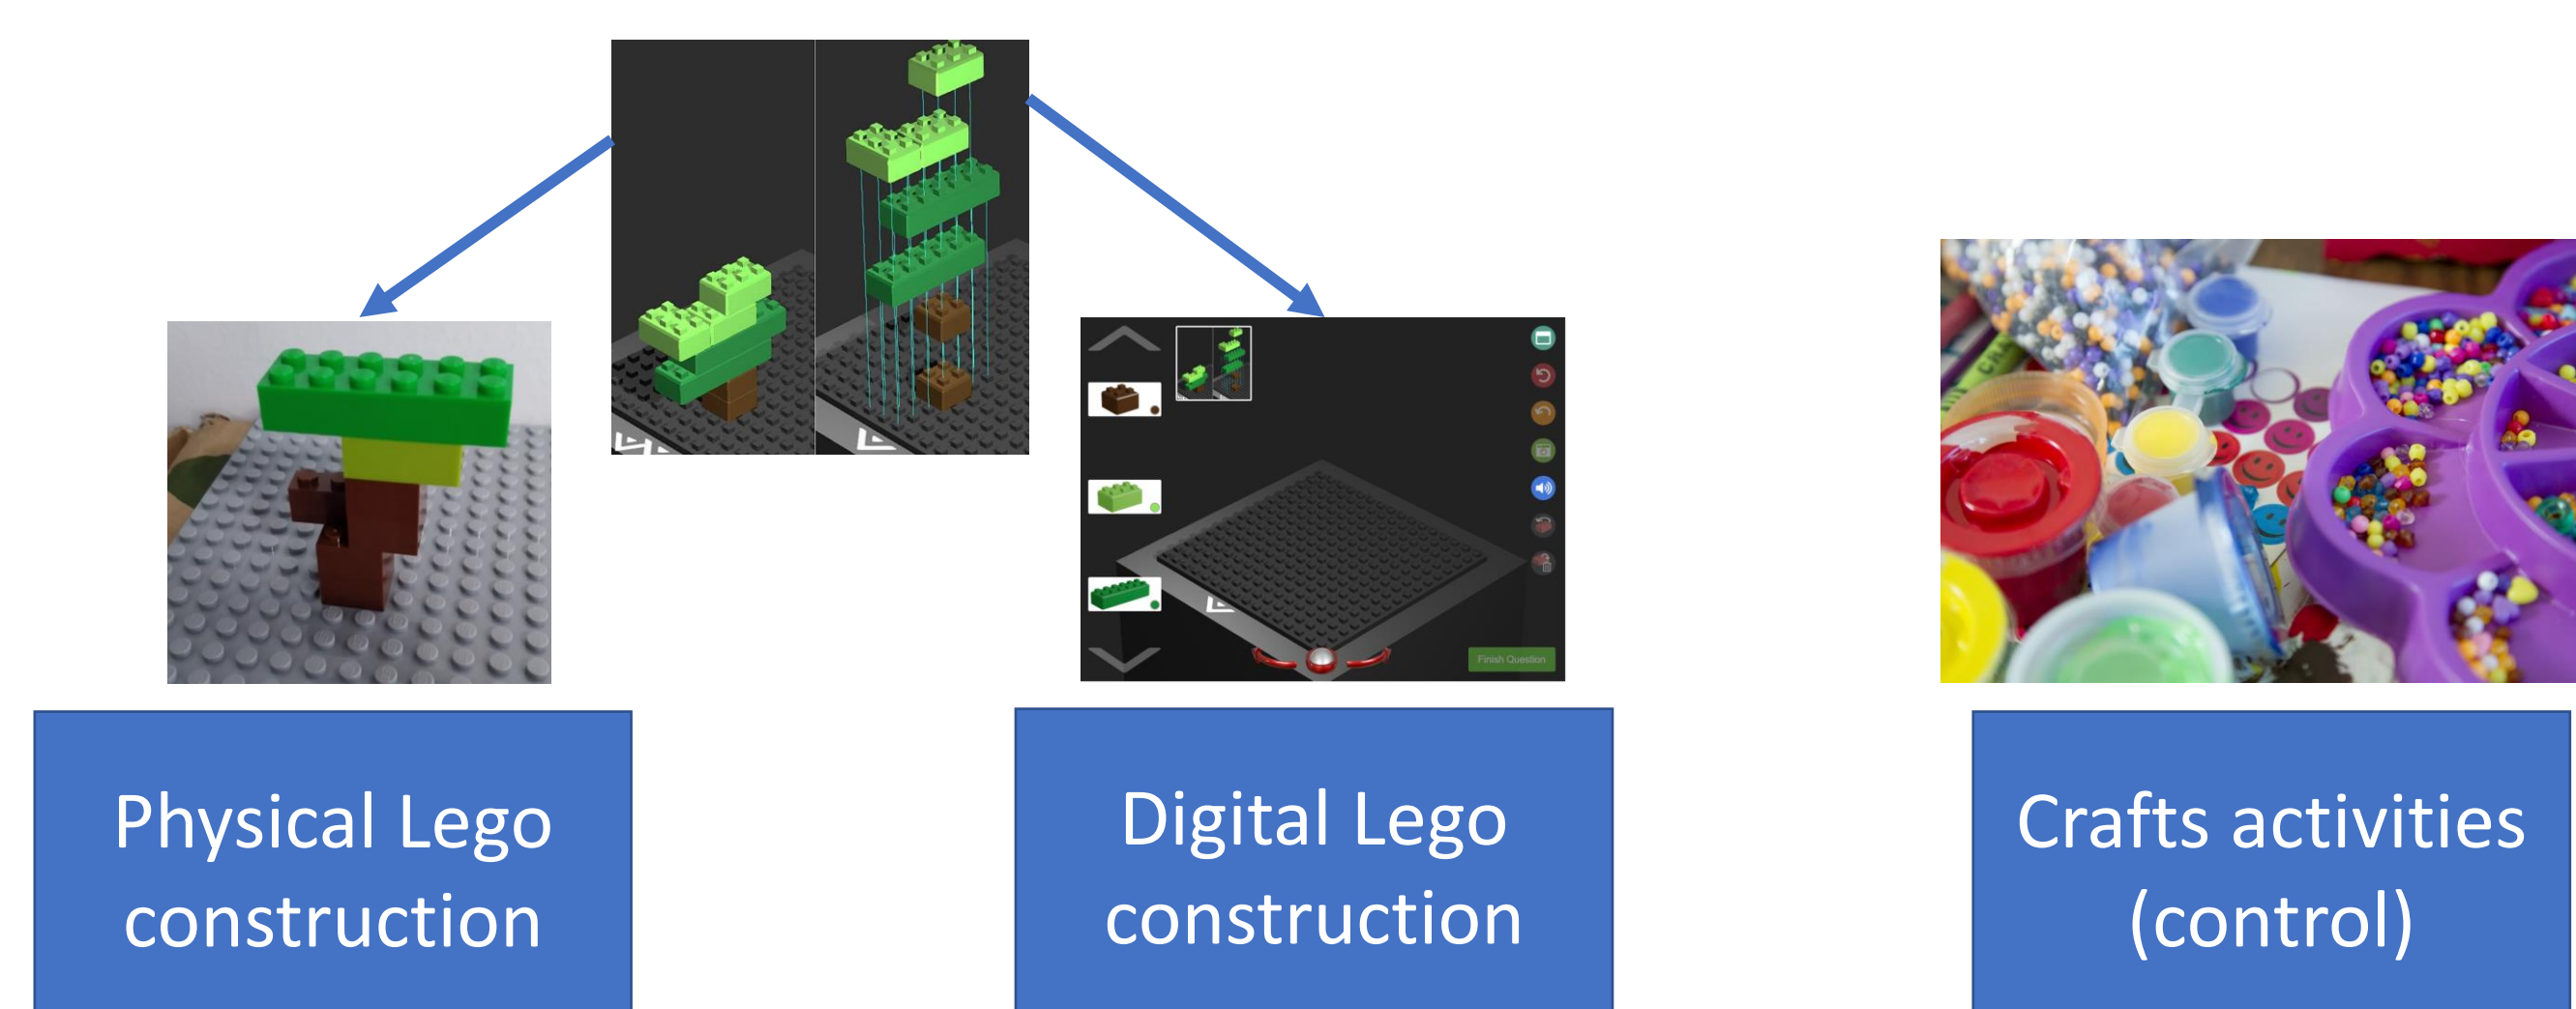 Finish Question
Physical Lego
construction
Digital Lego
construction
Crafts activities
(control)